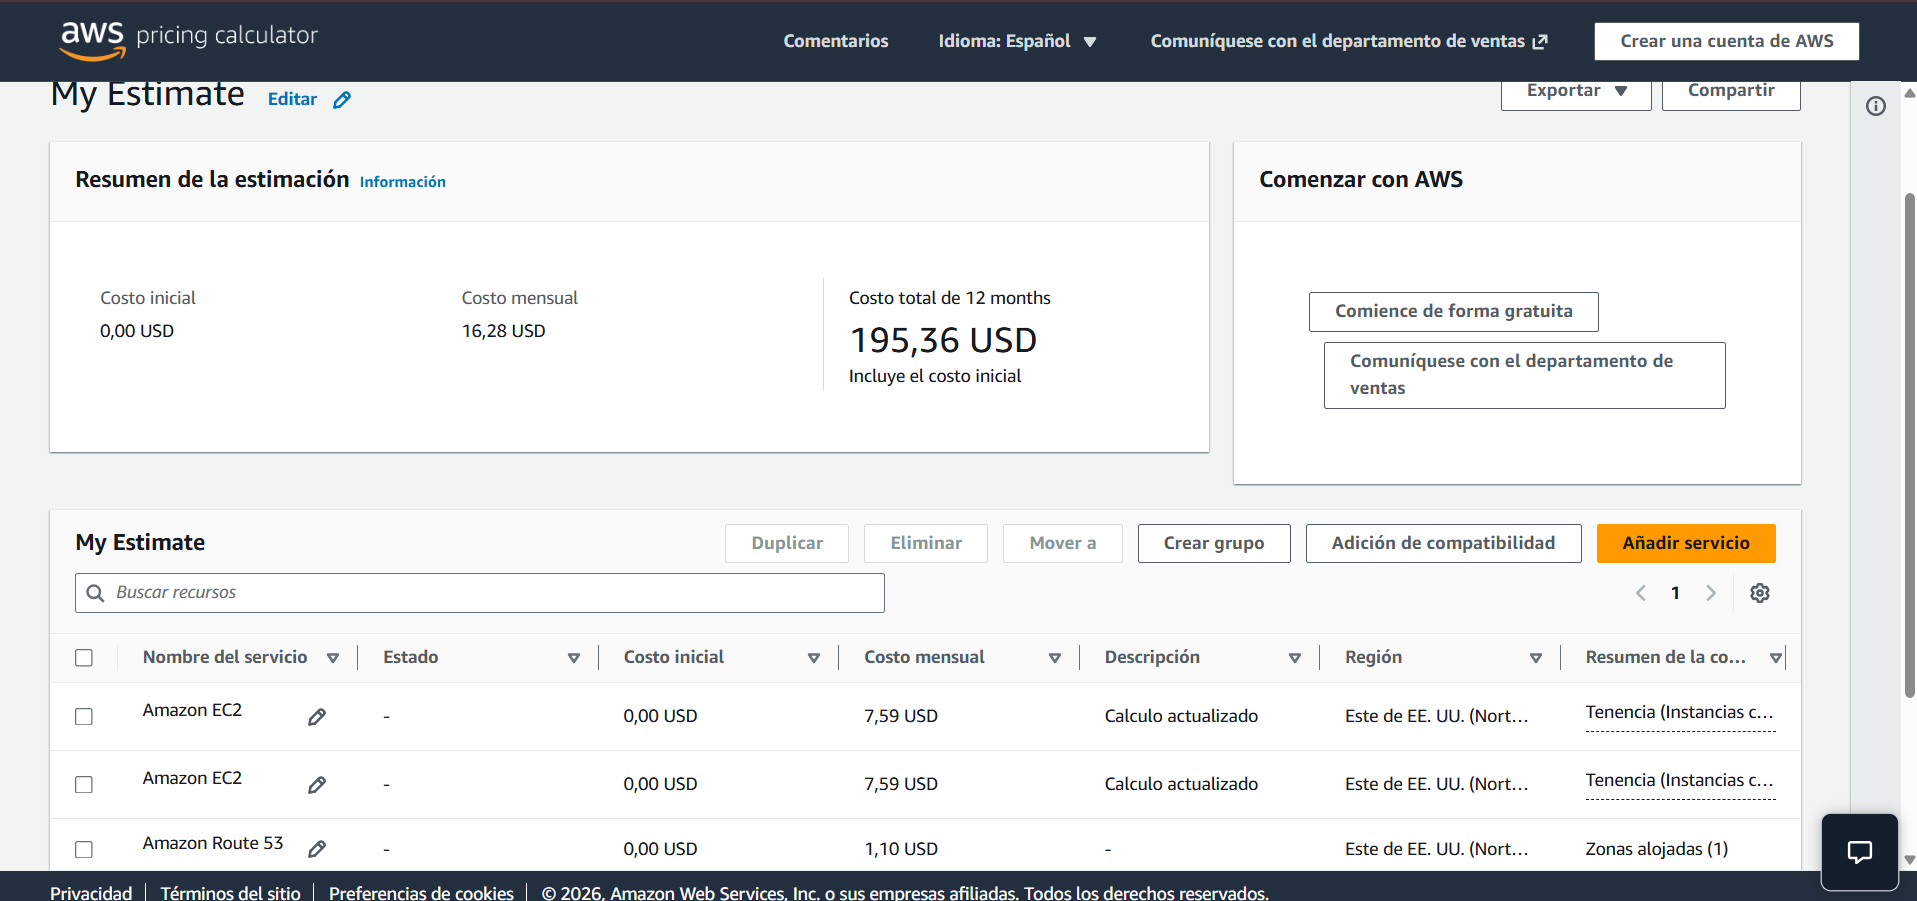 aws pricing calculator
Comentarios
Idioma: Español
Comuníquese con el departamento de ventas
Crear una cuenta de AWS
My Estimate
Editar
Exportar
Compartir
Resumen de la estimación
Información
Comenzar con AWS
Costo inicial
0,00 USD
Costo mensual
16,28 USD
Costo total de 12 months
195,36 USD
Incluye el costo inicial
Comience de forma gratuita
Comuníquese con el departamento de
ventas
My Estimate
Duplicar
Eliminar
Mover a
Crear grupo
Adición de compatibilidad
Añadir servicio
Buscar recursos
1
Nombre del servicio Estado Costo inicial Costo mensual Descripción Región Resumen de la co...
Amazon EC2 - 0,00 USD 7,59 USD Calculo actualizado Este de EE. UU. (Nort... Tenencia (Instancias c...
Amazon EC2 - 0,00 USD 7,59 USD Calculo actualizado Este de EE. UU. (Nort... Tenencia (Instancias c...
Amazon Route 53 - 0,00 USD 1,10 USD - Este de EE. UU. (Nort... Zonas alojadas (1)
Privacidad | Términos del sitio | Preferencias de cookies | © 2026, Amazon Web Services, Inc. o sus empresas afiliadas. Todos los derechos reservados.